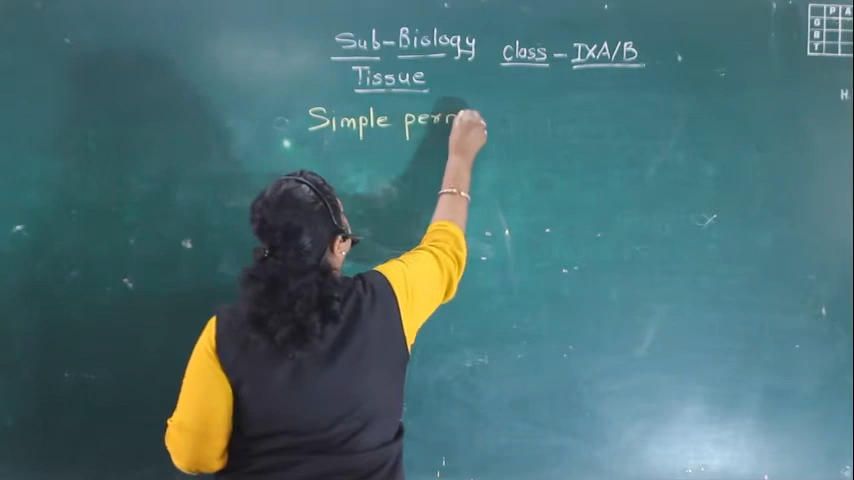 Sub-Biology Class - IXA/B
Tissue
Simple perm
P A
G
B
T
H